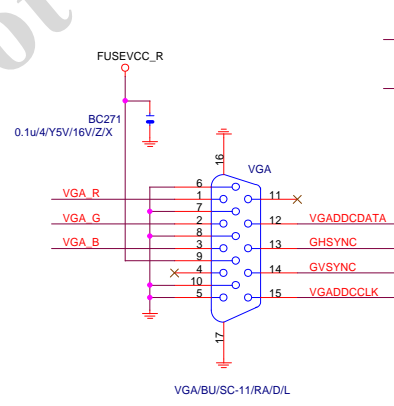 FUSEVCC_R
BC271
0.1u/4/Y5V/16V/Z/X
16
VGA
6
VGA_R 1 11
7
VGA_G 2 12 VGADDCDATA
8
VGA_B 3 13 GHSYNC
9
4 14 GVSYNC
10
5 15 VGADDCCLK
17
VGA/BU/SC-11/RA/D/L